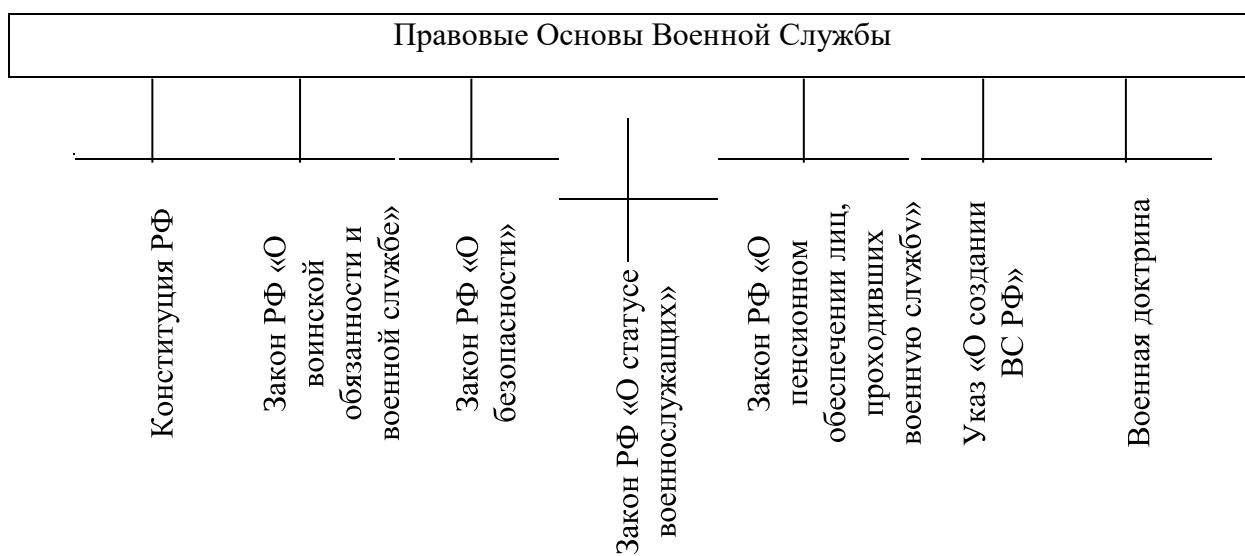 Правовые Основы Военной Службы
Конституция РФ
Закон РФ «О
воинской
обязанности и
военной службе»
Закон РФ «О
безопасности»
Закон РФ «О статусе
военнослужащих»
Закон РФ «О
пенсионном
обеспечении лиц,
проходивших
военную службу»
Указ «О создании
ВС РФ»
Военная доктрина